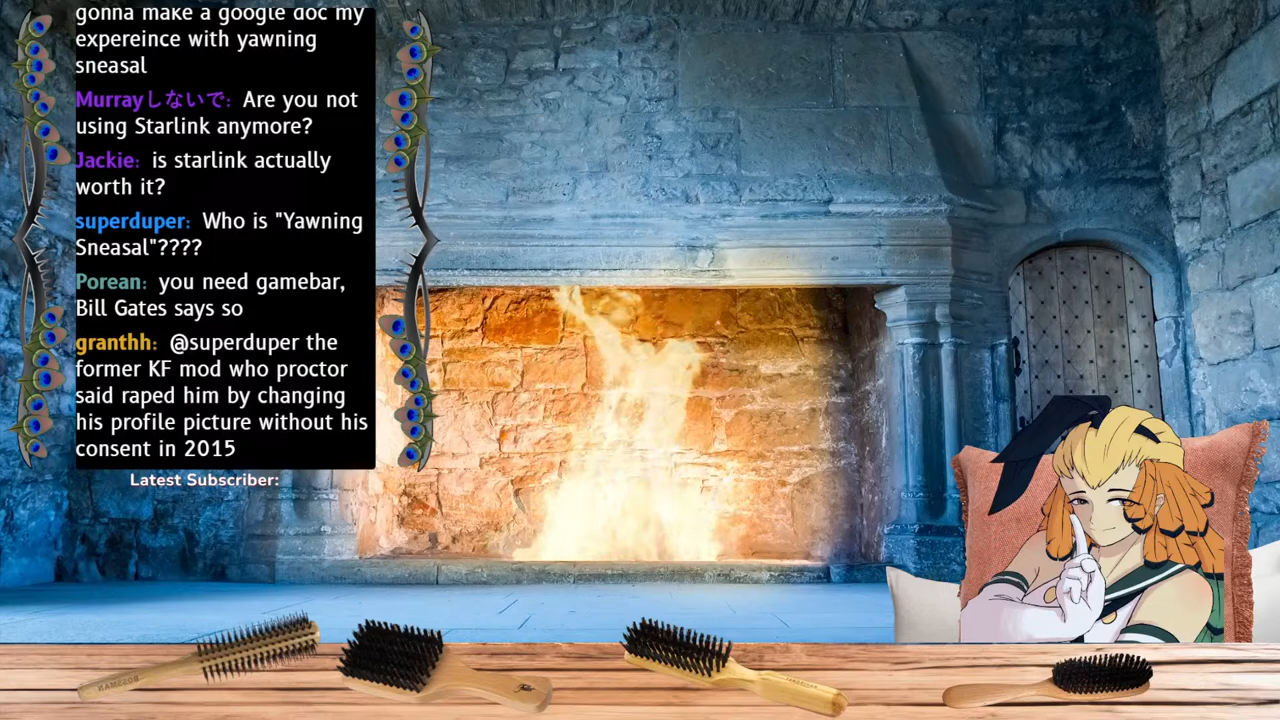 gonna make a google doc my
expereince with yawning
sneasal
Murrayしないで: Are you not
using Starlink anymore?
Jackie: is starlink actually
worth it?
superduper: Who is "Yawning
Sneasal"????
Porean: you need gamebar,
Bill Gates says so
granthh: @superduper the
former KF mod who proctor
said raped him by changing
his profile picture without his
consent in 2015
Latest Subscriber: